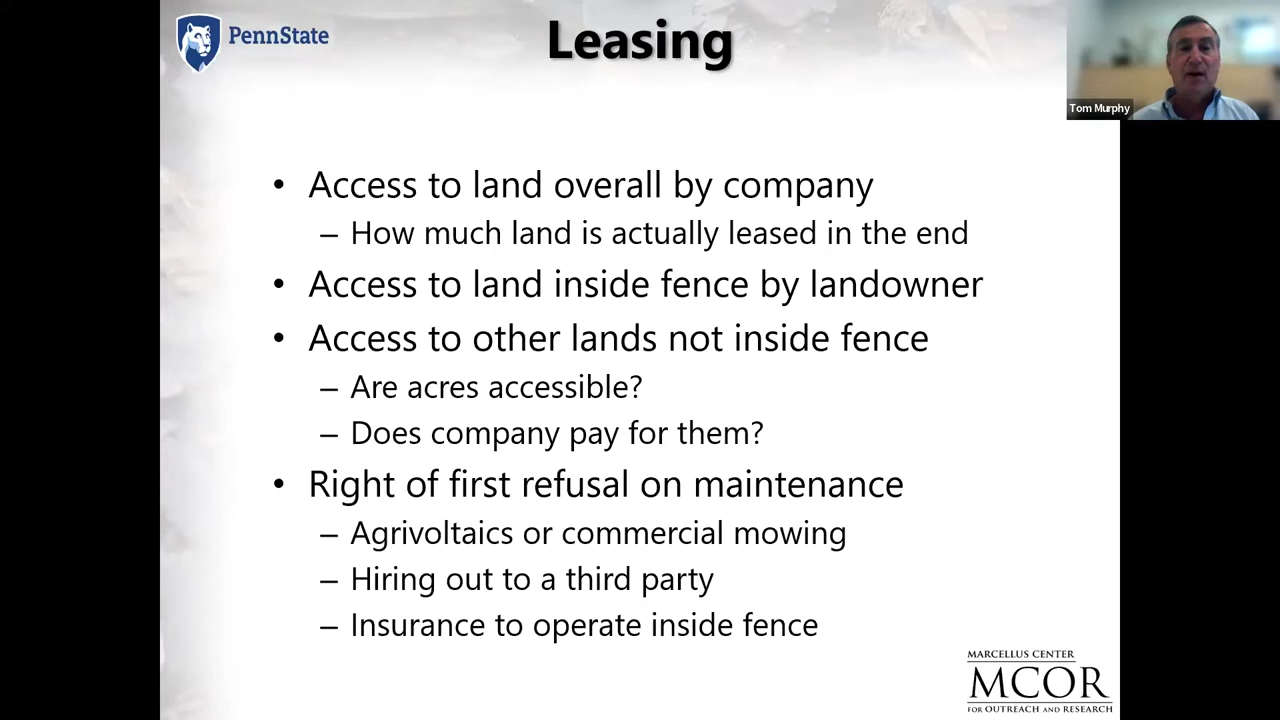 PennState
Leasing
Tom Murphy
• Access to land overall by company
– How much land is actually leased in the end
• Access to land inside fence by landowner
• Access to other lands not inside fence
– Are acres accessible?
– Does company pay for them?
• Right of first refusal on maintenance
– Agrivoltaics or commercial mowing
– Hiring out to a third party
– Insurance to operate inside fence
MARCELLUS CENTER
MCOR
FOR OUTREACH AND RESEARCH